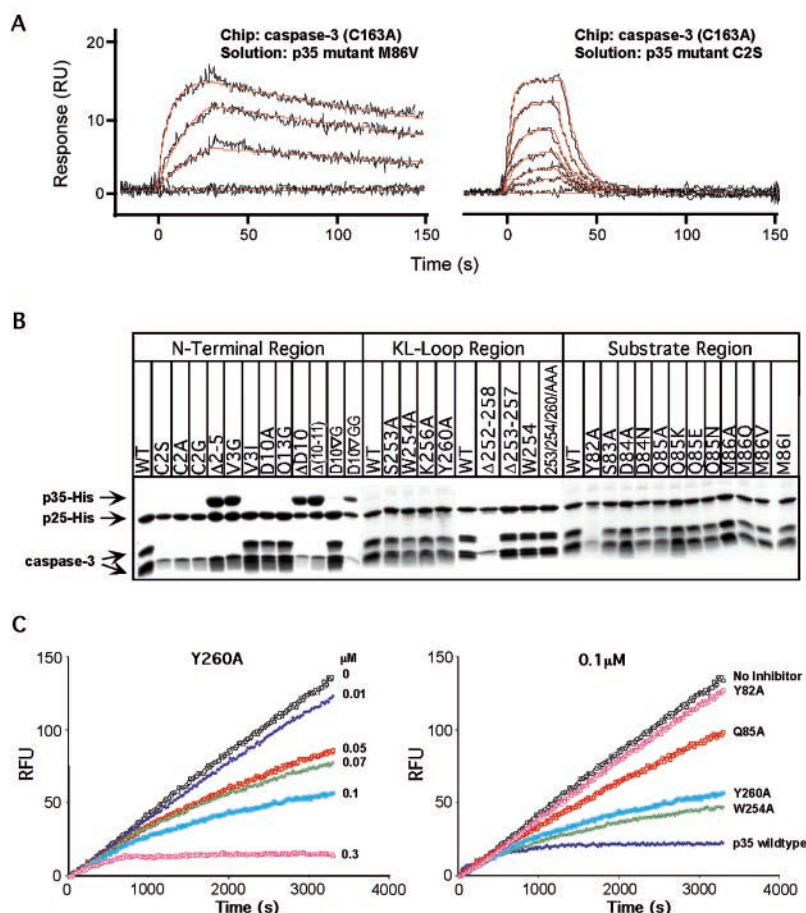 A
Chip: caspase-3 (C163A)
Solution: p35 mutant M86V
Chip: caspase-3 (C163A)
Solution: p35 mutant C2S
Response (RU)
20
10
0
0 50 100 150
0 50 100 150
Time (s)
B
N-Terminal Region
KL-Loop Region
Substrate Region
WT
C2S
C2A
C2G
Δ2-5
V3G
V3I
D10A
Q13G
ΔD10
Δ(10-11)
D10∇G
D10∇GG
WT
S253A
W254A
K256A
Y260A
WT
Δ252-258
Δ253-257
W254
253/254/260/AAA
WT
Y82A
S83A
D84A
D84N
Q85A
Q85K
Q85E
Q85N
M86A
M86Q
M86V
M86I
p35-His
p25-His
caspase-3
C
Y260A
μM
0
0.01
0.05
0.07
0.1
0.3
RFU
150
100
50
0
0 1000 2000 3000 4000
Time (s)
0.1μM
No Inhibitor
Y82A
Q85A
Y260A
W254A
p35 wildtype
RFU
150
100
50
0
0 1000 2000 3000 4000
Time (s)